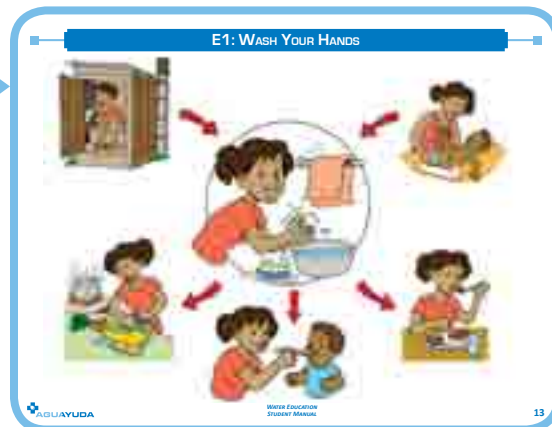 E1: Wash Your Hands
AGUAYUDA
Water Education
Student Manual
13